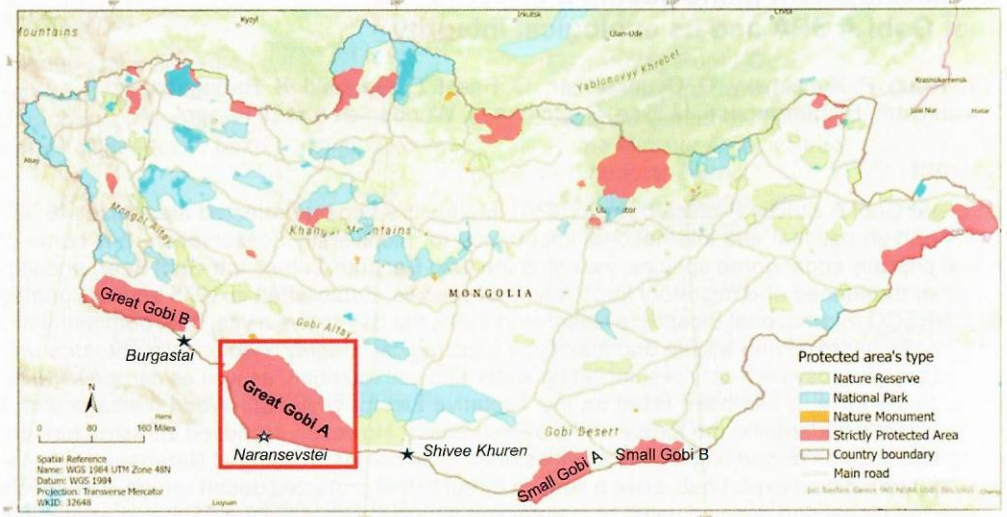 Kyzyl
Irkutsk
Chita
Mountains
Ulan-Ude
Yablonovyy Khrebet
Krasnokamensk
Hailar
Altay
Mongol Altay
Khangai Mountains
MONGOLIA
Great Gobi B
Gobi Altay
Burgastai
Great Gobi A
Naransevstei
Shivee Khuren
Gobi Desert
Small Gobi A
Small Gobi B
N
Hami
0 80 160 Miles
Spatial Reference
Name: WGS 1984 UTM Zone 48N
Datum: WGS 1984
Projection: Transverse Mercator
WKID: 32648
Protected area's type
Nature Reserve
National Park
Nature Monument
Strictly Protected Area
Country boundary
Main road